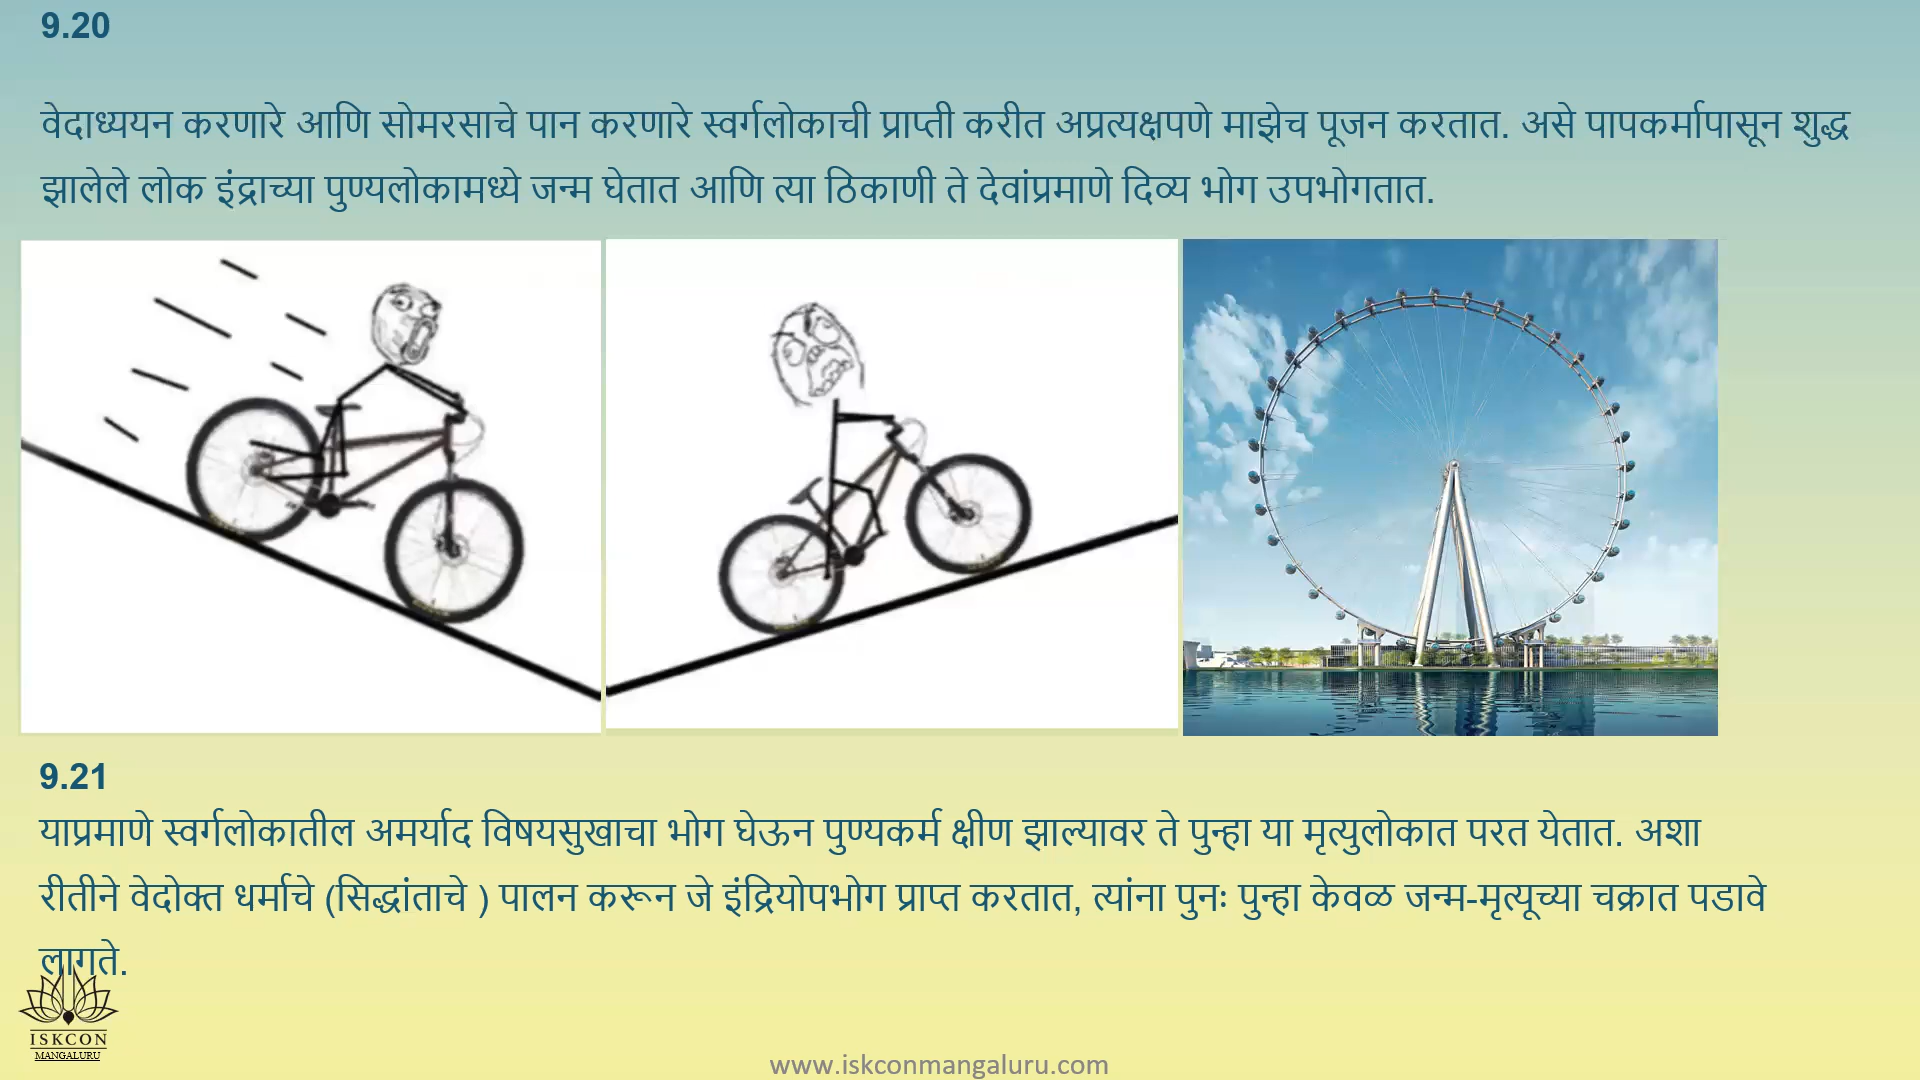 9.20
वेदाध्ययन करणारे आणि सोमरसाचे पान करणारे स्वर्गलोकाची प्राप्ती करीत अप्रत्यक्षपणे माझेच पूजन करतात. असे पापकर्मापासून शुद्ध
झालेले लोक इंद्राच्या पुण्यलोकामध्ये जन्म घेतात आणि त्या ठिकाणी ते देवांप्रमाणे दिव्य भोग उपभोगतात.
9.21
याप्रमाणे स्वर्गलोकातील अमर्याद विषयसुखाचा भोग घेऊन पुण्यकर्म क्षीण झाल्यावर ते पुन्हा या मृत्युलोकात परत येतात. अशा
रीतीने वेदोक्त धर्माचे (सिद्धांताचे ) पालन करून जे इंद्रियोपभोग प्राप्त करतात, त्यांना पुनः पुन्हा केवळ जन्म-मृत्यूच्या चक्रात पडावे
लागते.
ISKCON
MANGALURU
www.iskconmangaluru.com